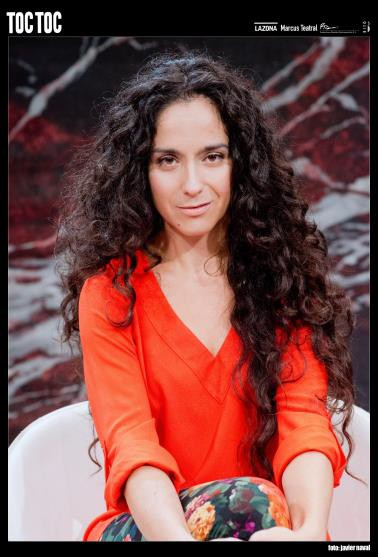 TOC TOC
LAZONA Marcus Teatral
foto: javier naval